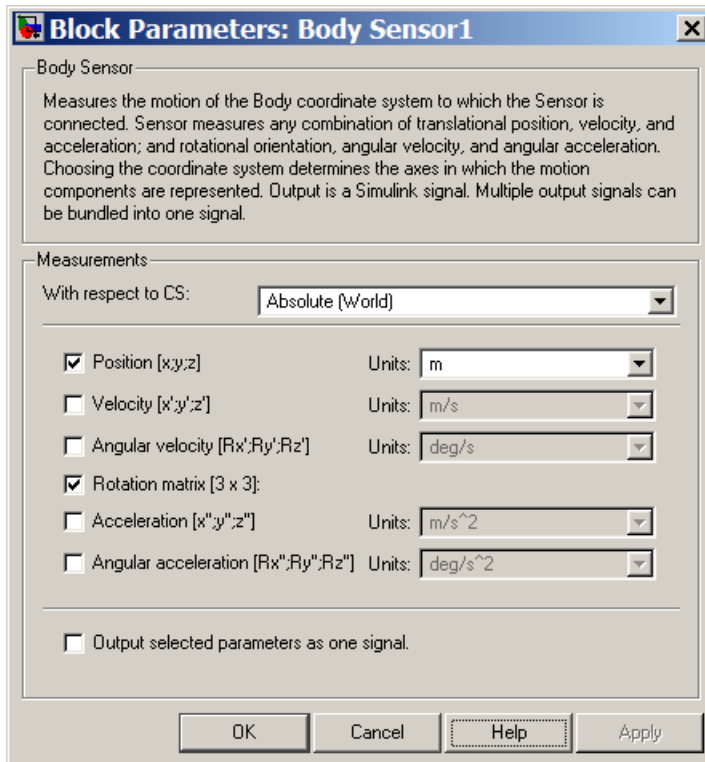 Block Parameters: Body Sensor1
Body Sensor
Measures the motion of the Body coordinate system to which the Sensor is
connected. Sensor measures any combination of translational position, velocity, and
acceleration; and rotational orientation, angular velocity, and angular acceleration.
Choosing the coordinate system determines the axes in which the motion
components are represented. Output is a Simulink signal. Multiple output signals can
be bundled into one signal.
Measurements
With respect to CS: Absolute (World)
Position [x;y;z] Units: m
Velocity [x';y';z'] Units: m/s
Angular velocity [Rx';Ry';Rz'] Units: deg/s
Rotation matrix [3 x 3]:
Acceleration [x";y";z"] Units: m/s^2
Angular acceleration [Rx";Ry";Rz"] Units: deg/s^2
Output selected parameters as one signal.
OK Cancel Help Apply